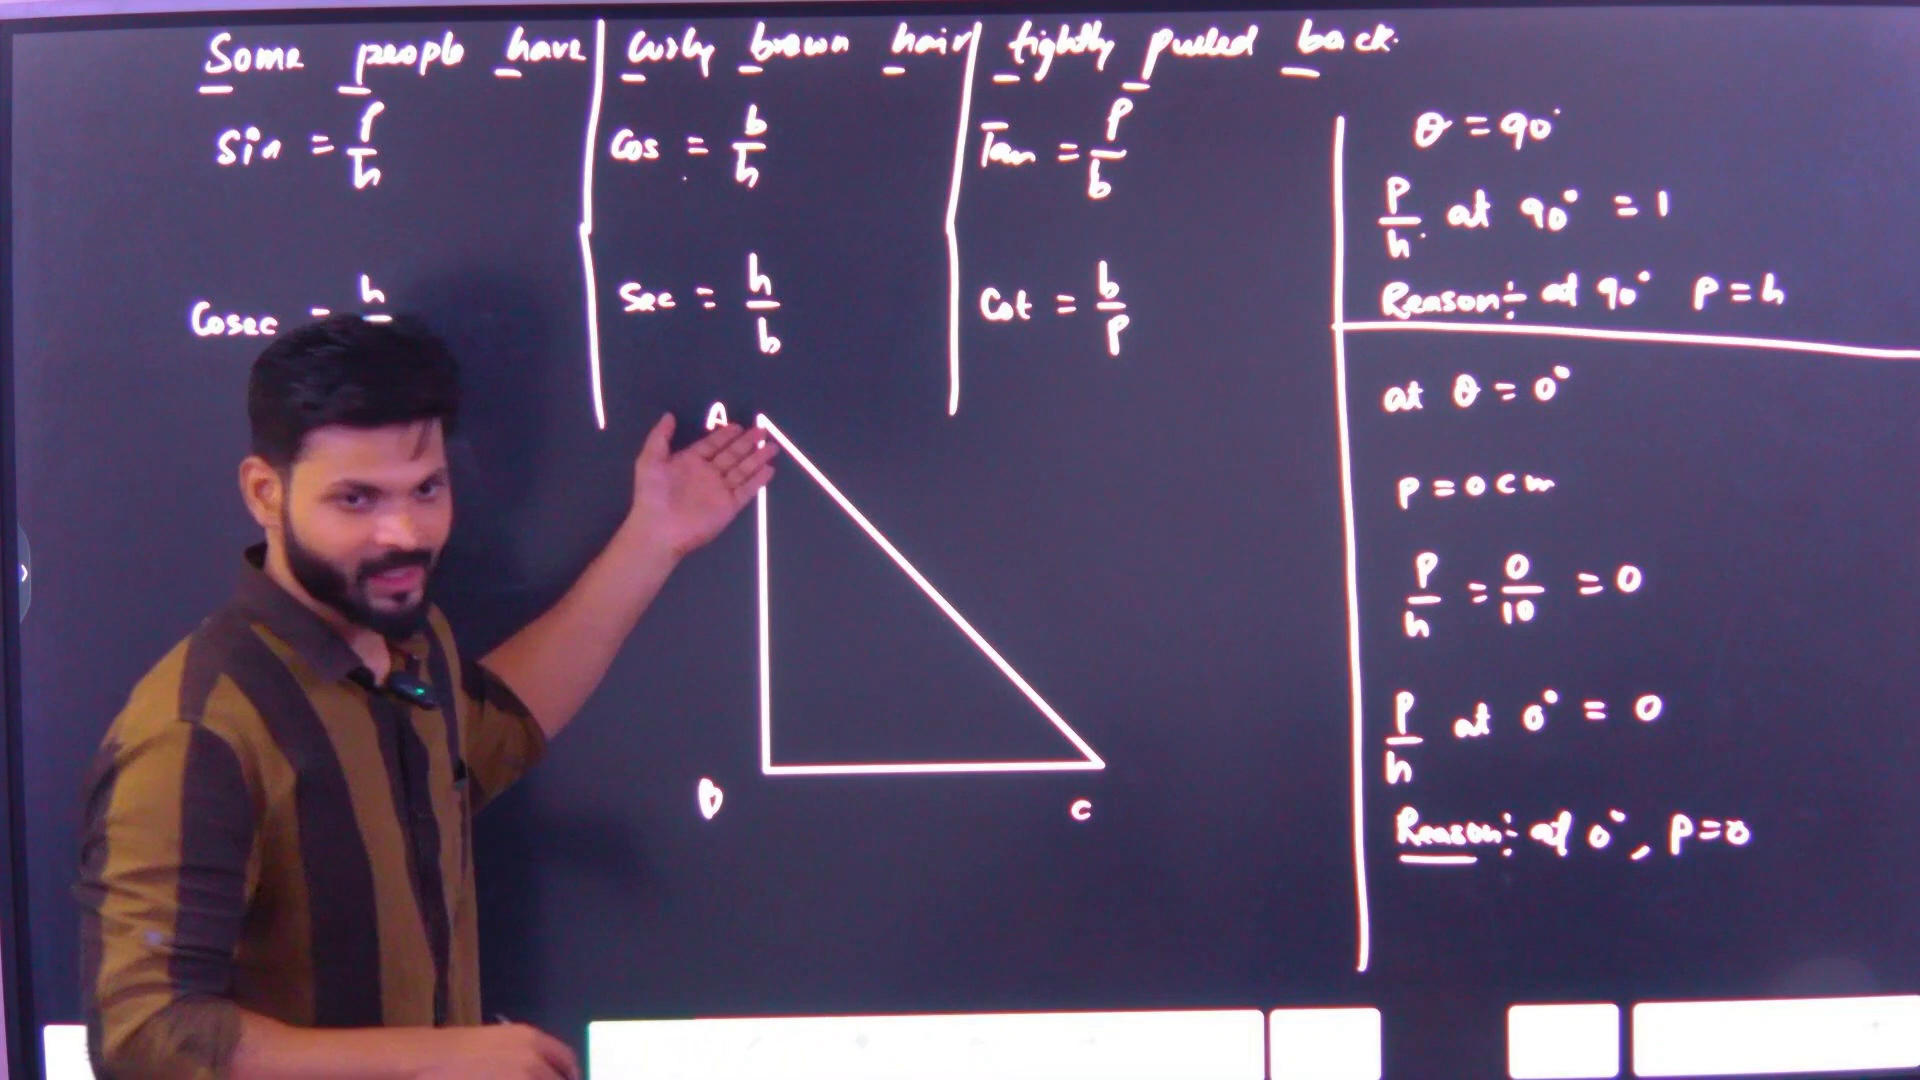 Some people have | curly brown hair | tightly pulled back.
Sin = p/h
Cos = b/h
Tan = p/b
Cosec = h
Sec = h/b
Cot = b/p
A
B
C
θ = 90°
P/h at 90° = 1
Reason:- at 90° P = h
at θ = 0°
P = 0 cm
P/h = 0/10 = 0
P/h at 0° = 0
Reason:- at 0°, P = 0